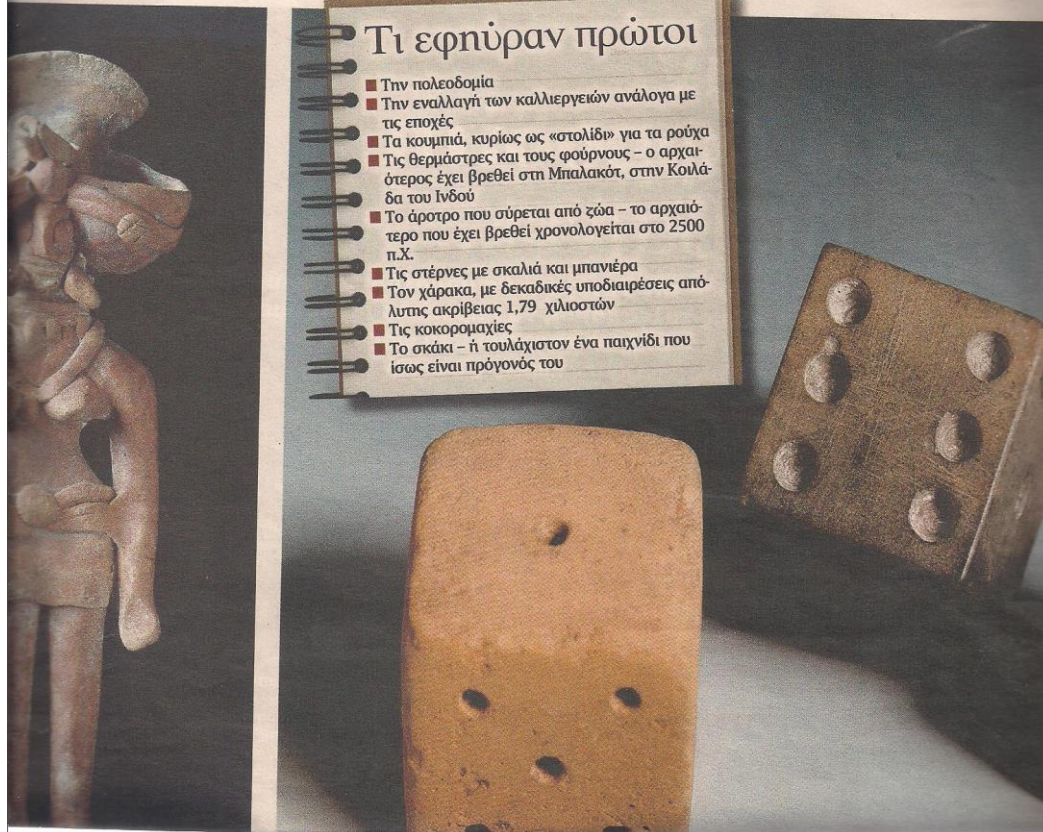 Τι εφηύραν πρώτοι
■ Την πολεοδομία
■ Την εναλλαγή των καλλιεργειών ανάλογα με
τις εποχές
■ Τα κουμπιά, κυρίως ως «στολίδι» για τα ρούχα
■ Τις θερμάστρες και τους φούρνους – ο αρχαι-
ότερος έχει βρεθεί στη Μπαλακότ, στην Κοιλά-
δα του Ινδού
■ Το άροτρο που σύρεται από ζώα – το αρχαιό-
τερο που έχει βρεθεί χρονολογείται στο 2500
π.Χ.
■ Τις στέρνες με σκαλιά και μπανιέρα
■ Τον χάρακα, με δεκαδικές υποδιαιρέσεις από-
λυτης ακρίβειας 1,79 χιλιοστών
■ Τις κοκορομαχίες
■ Το σκάκι – ή τουλάχιστον ένα παιχνίδι που
ίσως είναι πρόγονός του